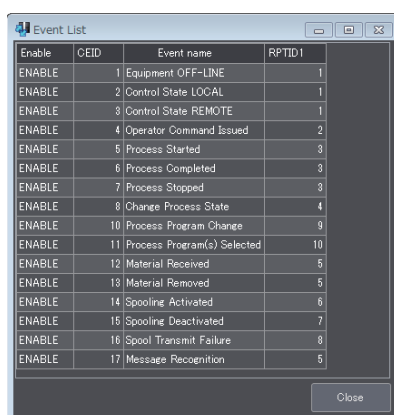 Event List
Enable CEID Event name RPTID1
ENABLE 1 Equipment OFF-LINE 1
ENABLE 2 Control State LOCAL 1
ENABLE 3 Control State REMOTE 1
ENABLE 4 Operator Command Issued 2
ENABLE 5 Process Started 3
ENABLE 6 Process Completed 3
ENABLE 7 Process Stopped 3
ENABLE 8 Change Process State 4
ENABLE 10 Process Program Change 9
ENABLE 11 Process Program(s) Selected 10
ENABLE 12 Material Received 5
ENABLE 13 Material Removed 5
ENABLE 14 Spooling Activated 6
ENABLE 15 Spooling Deactivated 7
ENABLE 16 Spool Transmit Failure 8
ENABLE 17 Message Recognition 5
Close